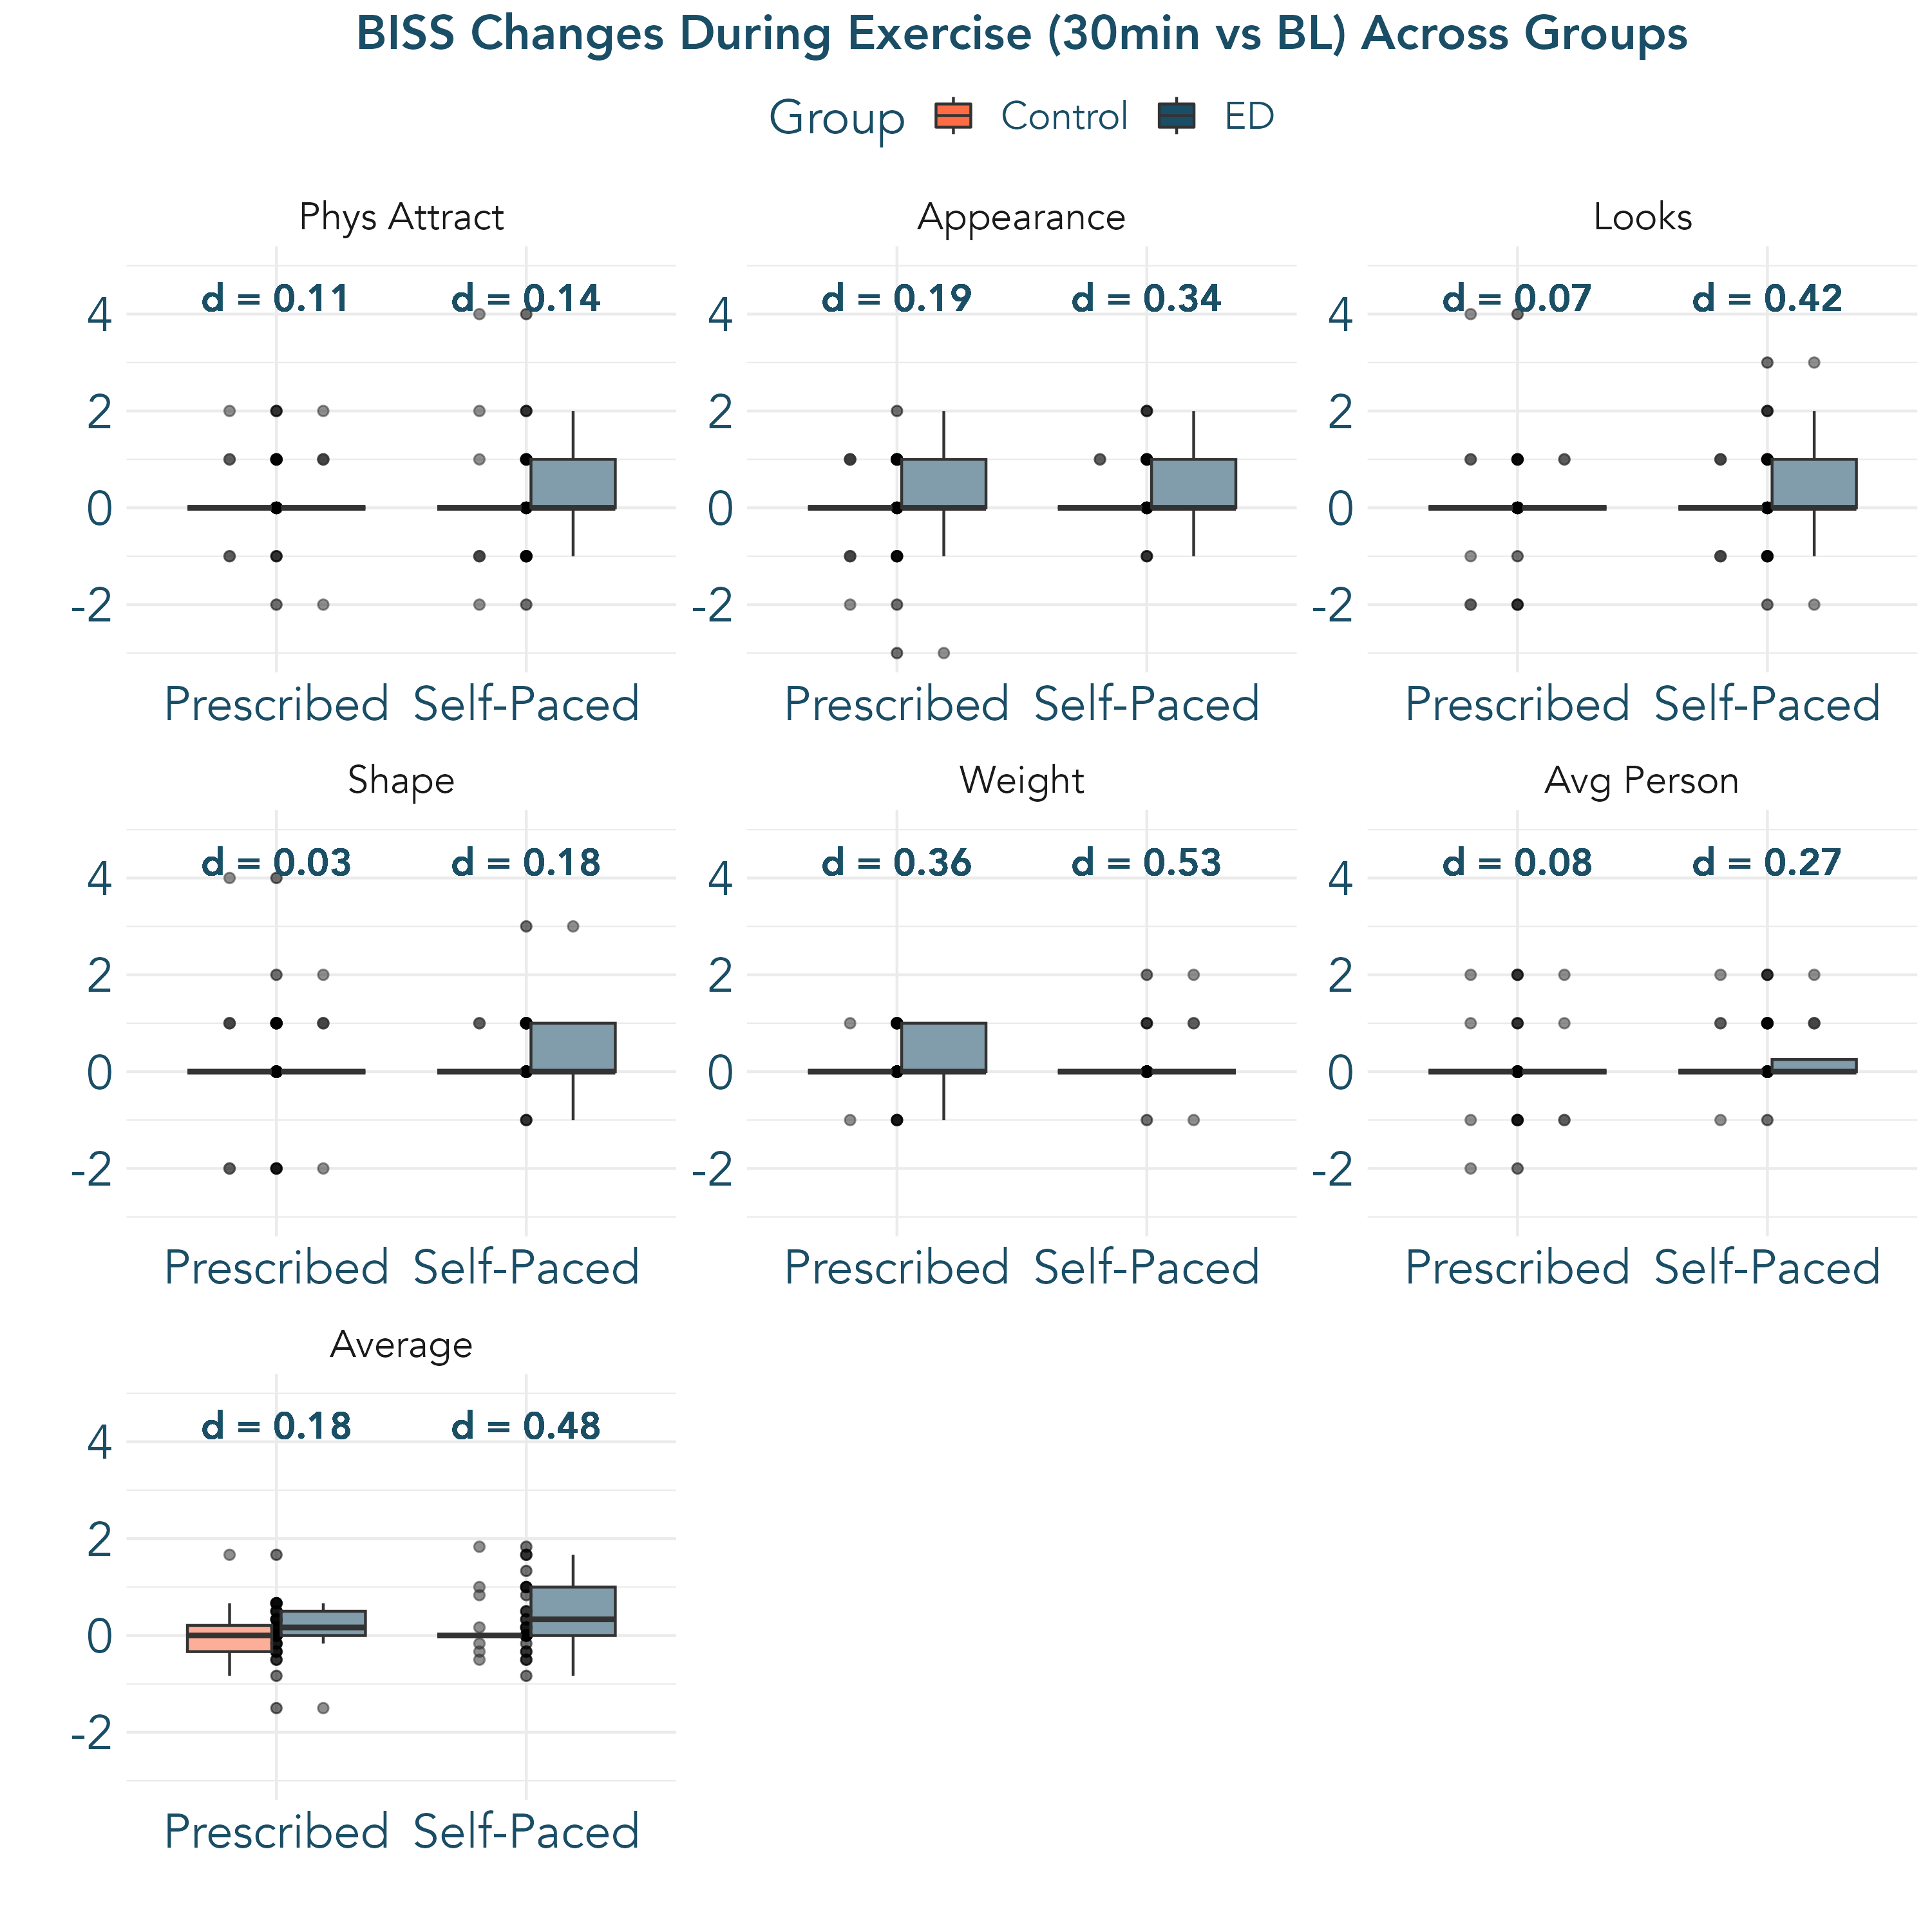 BISS Changes During Exercise (30min vs BL) Across Groups
Group Control ED
Phys Attract Appearance Looks
d = 0.11 d = 0.14 d = 0.19 d = 0.34 d = 0.07 d = 0.42
4 4 4
2 2 2
0 0 0
-2 -2 -2
Prescribed Self-Paced Prescribed Self-Paced Prescribed Self-Paced
Shape Weight Avg Person
d = 0.03 d = 0.18 d = 0.36 d = 0.53 d = 0.08 d = 0.27
4 4 4
2 2 2
0 0 0
-2 -2 -2
Prescribed Self-Paced Prescribed Self-Paced Prescribed Self-Paced
Average
d = 0.18 d = 0.48
4
2
0
-2
Prescribed Self-Paced